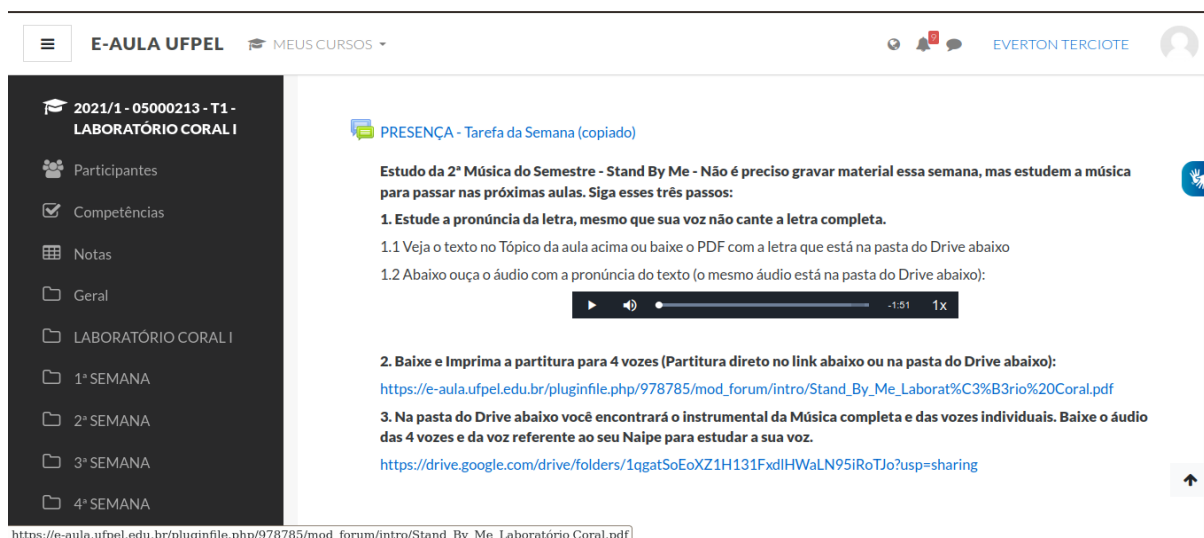 E-AULA UFPEL
MEUS CURSOS
9
EVERTON TERCIOTE
2021/1 - 05000213 - T1 -
LABORATÓRIO CORAL I
Participantes
Competências
Notas
Geral
LABORATÓRIO CORAL I
1ª SEMANA
2ª SEMANA
3ª SEMANA
4ª SEMANA
PRESENÇA - Tarefa da Semana (copiado)
Estudo da 2ª Música do Semestre - Stand By Me - Não é preciso gravar material essa semana, mas estudem a música
para passar nas próximas aulas. Siga esses três passos:
1. Estude a pronúncia da letra, mesmo que sua voz não cante a letra completa.
1.1 Veja o texto no Tópico da aula acima ou baixe o PDF com a letra que está na pasta do Drive abaixo
1.2 Abaixo ouça o áudio com a pronúncia do texto (o mesmo áudio está na pasta do Drive abaixo):
-1:51 1x
2. Baixe e Imprima a partitura para 4 vozes (Partitura direto no link abaixo ou na pasta do Drive abaixo):
https://e-aula.ufpel.edu.br/pluginfile.php/978785/mod_forum/intro/Stand_By_Me_Laborat%C3%B3rio%20Coral.pdf
3. Na pasta do Drive abaixo você encontrará o instrumental da Música completa e das vozes individuais. Baixe o áudio
das 4 vozes e da voz referente ao seu Naipe para estudar a sua voz.
https://drive.google.com/drive/folders/1qgatSoEoXZ1H131FxdlHWaLN95iRoTJo?usp=sharing
https://e-aula.ufpel.edu.br/pluginfile.php/978785/mod_forum/intro/Stand_By_Me_Laboratório Coral.pdf